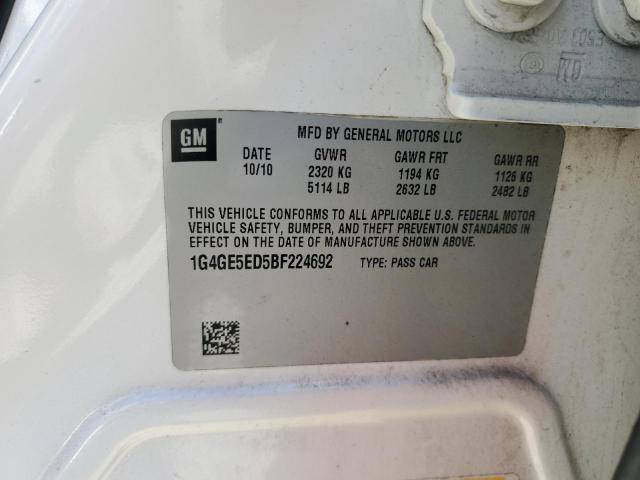 GM
MFD BY GENERAL MOTORS LLC
DATE GVWR GAWR FRT GAWR RR
10/10 2320 KG 1194 KG 1126 KG
5114 LB 2632 LB 2482 LB
THIS VEHICLE CONFORMS TO ALL APPLICABLE U.S. FEDERAL MOTOR
VEHICLE SAFETY, BUMPER, AND THEFT PREVENTION STANDARDS IN
EFFECT ON THE DATE OF MANUFACTURE SHOWN ABOVE.
1G4GE5ED5BF224692 TYPE: PASS CAR